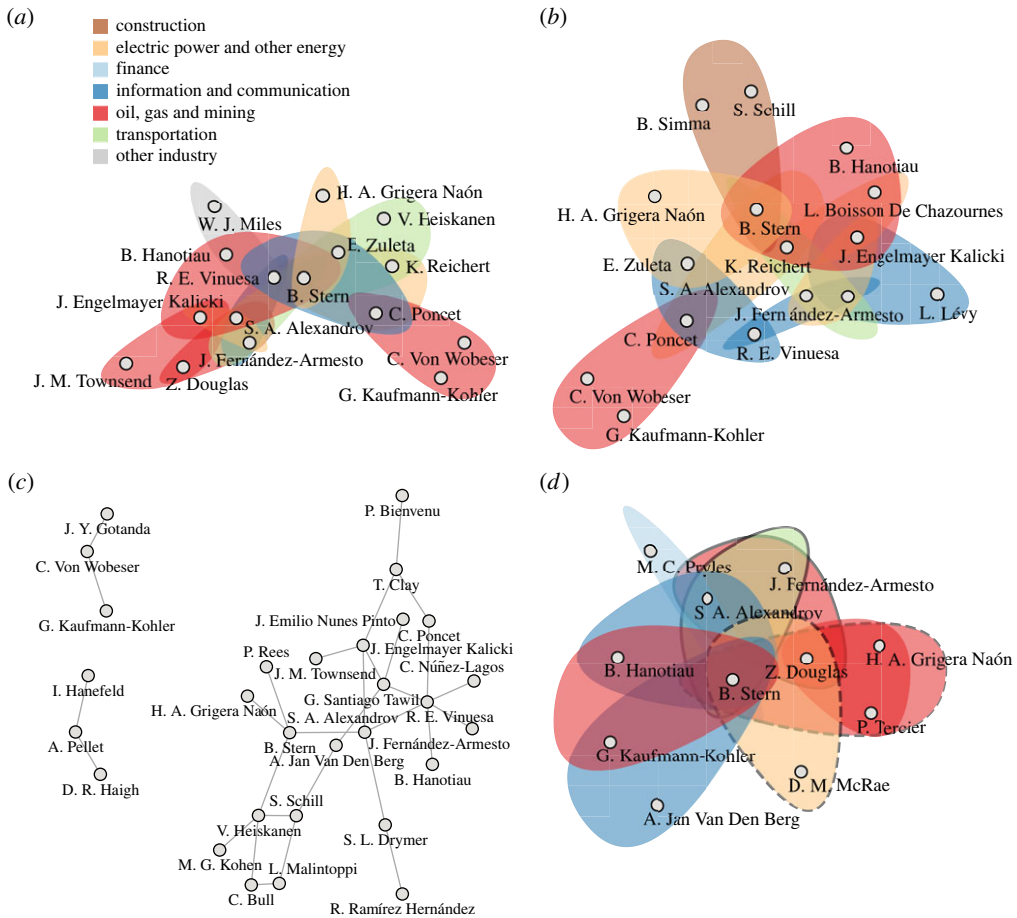 (a)
construction
electric power and other energy
finance
information and communication
oil, gas and mining
transportation
other industry
H. A. Grigera Naón
W. J. Miles
V. Heiskanen
B. Hanotiau
E. Zuleta
R. E. Vinuesa
K. Reichert
J. Engelmayer Kalicki
B. Stern
C. Poncet
S. A. Alexandrov
J. Fernández-Armesto
C. Von Wobeser
J. M. Townsend
Z. Douglas
G. Kaufmann-Kohler
(b)
S. Schill
B. Simma
B. Hanotiau
H. A. Grigera Naón
L. Boisson De Chazournes
B. Stern
J. Engelmayer Kalicki
E. Zuleta
K. Reichert
S. A. Alexandrov
J. Fernández-Armesto
L. Lévy
C. Poncet
R. E. Vinuesa
C. Von Wobeser
G. Kaufmann-Kohler
(c)
P. Bienvenu
J. Y. Gotanda
C. Von Wobeser
T. Clay
G. Kaufmann-Kohler
J. Emilio Nunes Pinto
C. Poncet
P. Rees
J. Engelmayer Kalicki
J. M. Townsend
C. Núñez-Lagos
I. Hanefeld
G. Santiago Tawil
H. A. Grigera Naón
S. A. Alexandrov
R. E. Vinuesa
A. Pellet
B. Stern
J. Fernández-Armesto
A. Jan Van Den Berg
D. R. Haigh
B. Hanotiau
S. Schill
V. Heiskanen
S. L. Drymer
M. G. Kohen
L. Malintoppi
C. Bull
R. Ramírez Hernández
(d)
M. C. Pryles
J. Fernández-Armesto
S. A. Alexandrov
B. Hanotiau
Z. Douglas
H. A. Grigera Naón
B. Stern
P. Tercier
G. Kaufmann-Kohler
D. M. McRae
A. Jan Van Den Berg